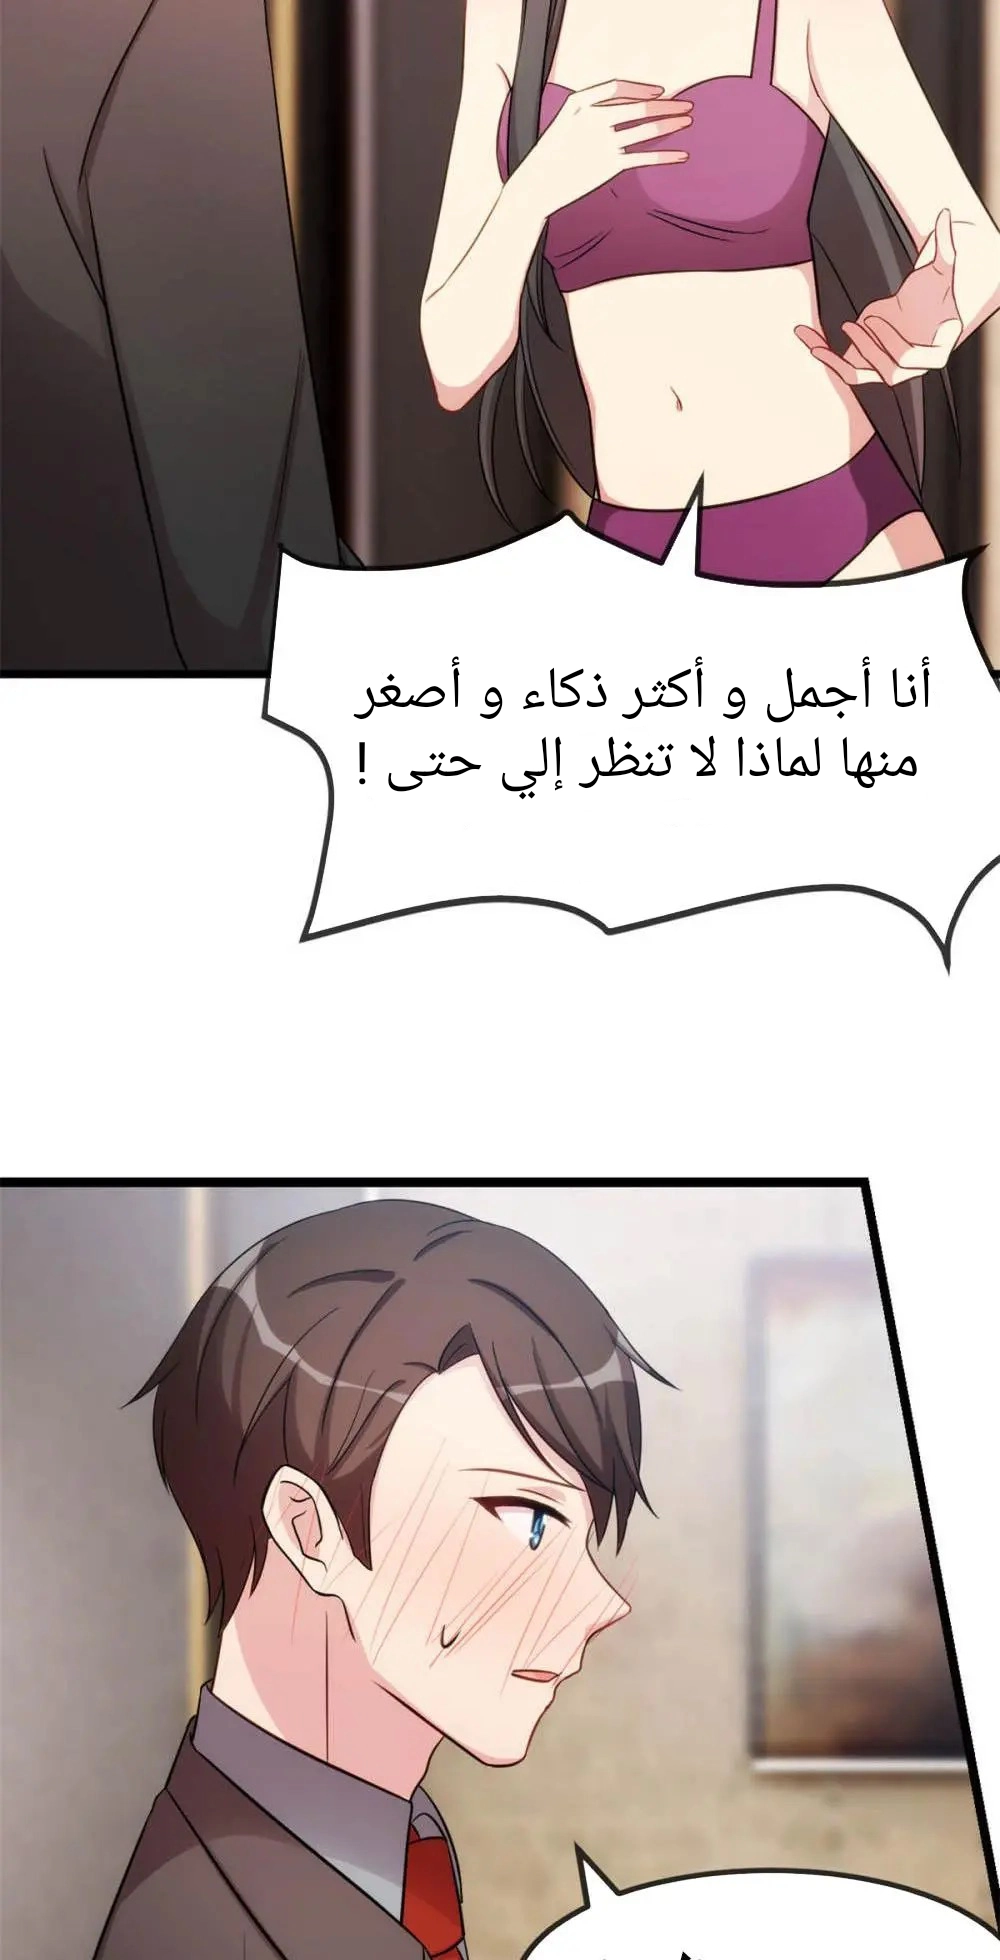 أنا أجمل و أكثر ذكاء و أصغر
منها لماذا لا تنظر إلي حتى !